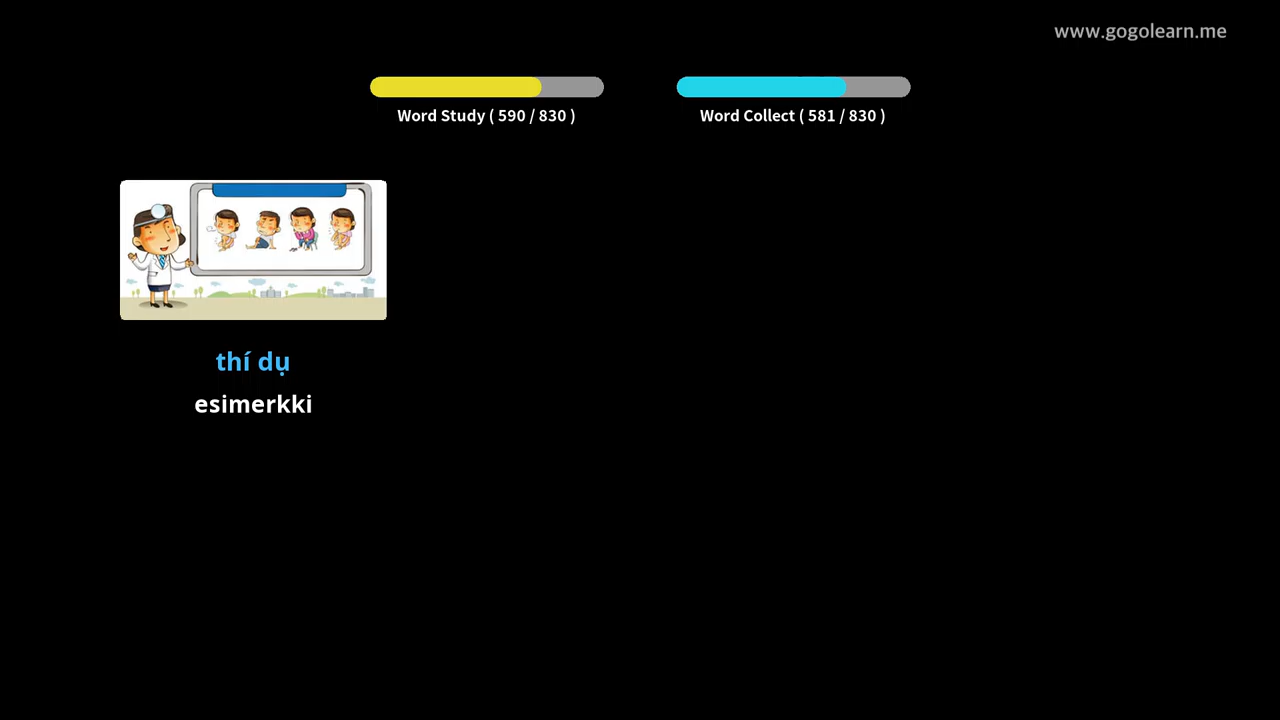 www.gogolearn.me
Word Study ( 590 / 830 )
Word Collect ( 581 / 830 )
thí dụ
esimerkki